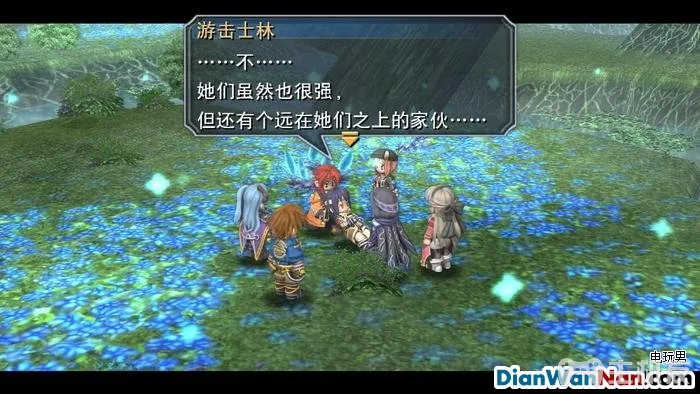 游击士林
……不……
她们虽然也很强，
但还有个远在她们之上的家伙……
电玩男
DianWanNan.com